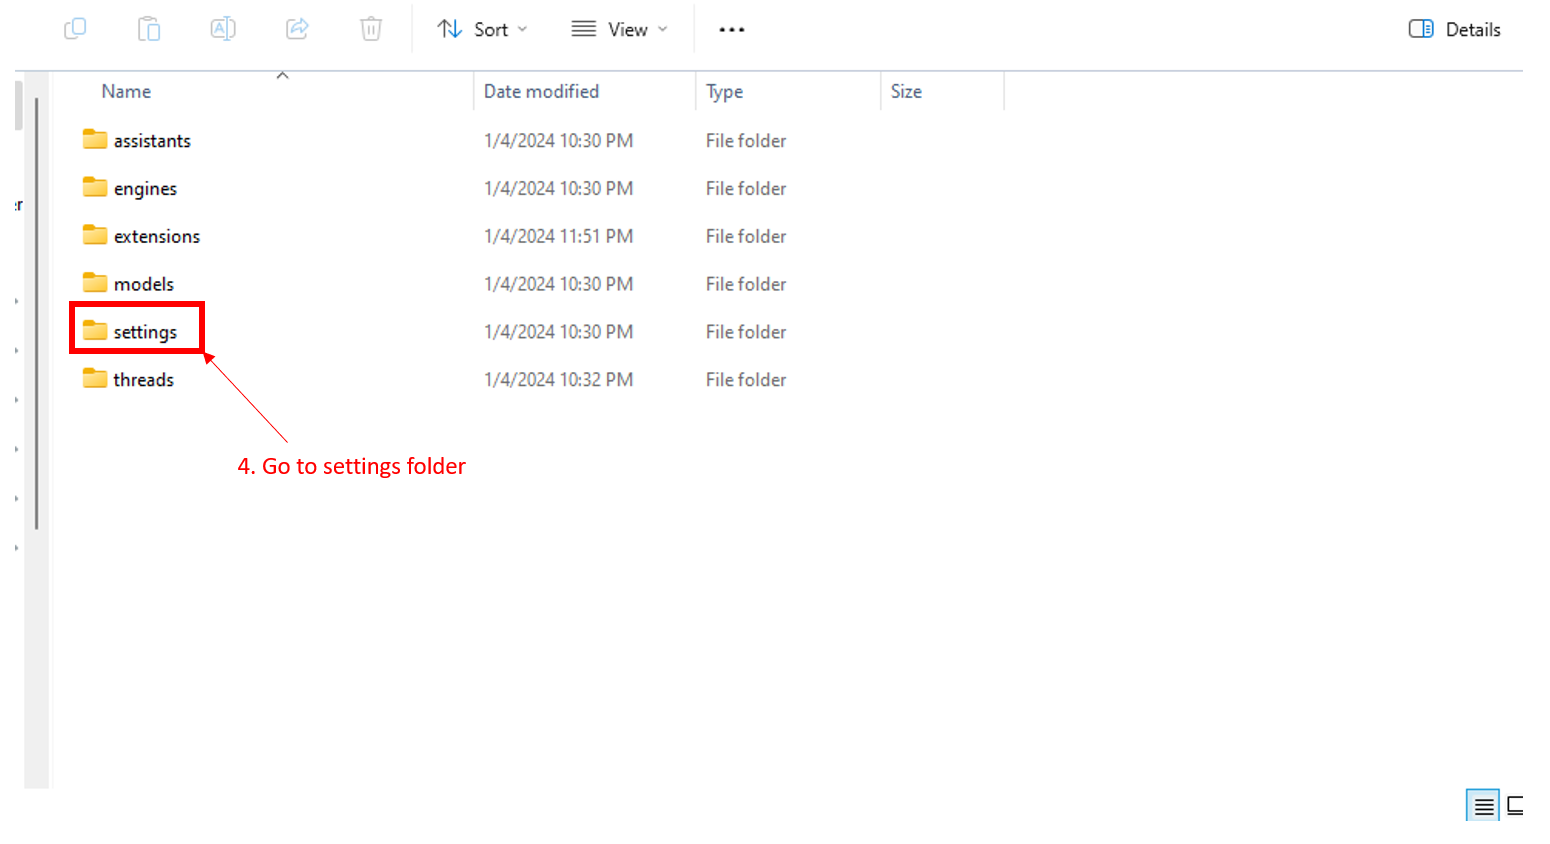 Sort View ••• Details
Name Date modified Type Size
assistants 1/4/2024 10:30 PM File folder
engines 1/4/2024 10:30 PM File folder
er
extensions 1/4/2024 11:51 PM File folder
models 1/4/2024 10:30 PM File folder
settings 1/4/2024 10:30 PM File folder
threads 1/4/2024 10:32 PM File folder
4. Go to settings folder